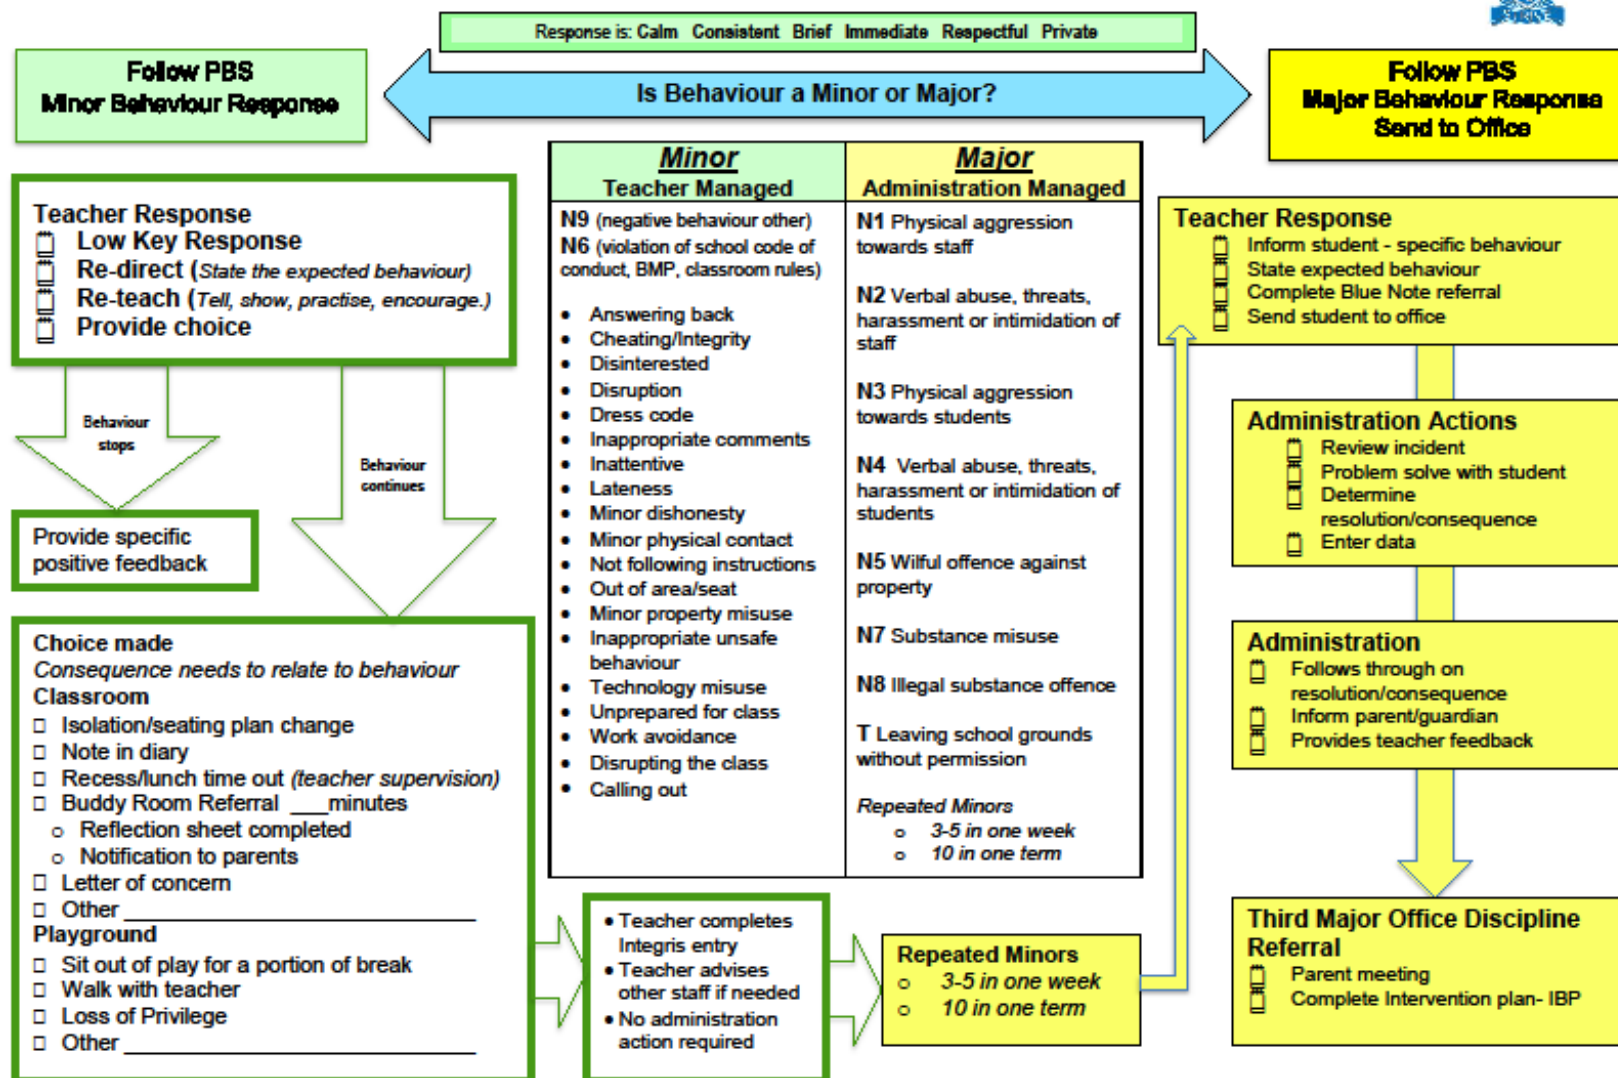 Response is: Calm Consistent Brief Immediate Respectful Private
Follow PBS
Minor Behaviour Response
Is Behaviour a Minor or Major?
Follow PBS
Major Behaviour Response
Send to Office
Teacher Response
Low Key Response
Re-direct (State the expected behaviour)
Re-teach (Tell, show, practise, encourage.)
Provide choice
Behaviour
stops
Behaviour
continues
Provide specific
positive feedback
Choice made
Consequence needs to relate to behaviour
Classroom
Isolation/seating plan change
Note in diary
Recess/lunch time out (teacher supervision)
Buddy Room Referral ___minutes
Reflection sheet completed
Notification to parents
Letter of concern
Other ____________________________
Playground
Sit out of play for a portion of break
Walk with teacher
Loss of Privilege
Other ____________________________
Minor
Teacher Managed
N9 (negative behaviour other)
N6 (violation of school code of
conduct, BMP, classroom rules)
• Answering back
• Cheating/Integrity
• Disinterested
• Disruption
• Dress code
• Inappropriate comments
• Inattentive
• Lateness
• Minor dishonesty
• Minor physical contact
• Not following instructions
• Out of area/seat
• Minor property misuse
• Inappropriate unsafe
behaviour
• Technology misuse
• Unprepared for class
• Work avoidance
• Disrupting the class
• Calling out
Major
Administration Managed
N1 Physical aggression
towards staff
N2 Verbal abuse, threats,
harassment or intimidation of
staff
N3 Physical aggression
towards students
N4 Verbal abuse, threats,
harassment or intimidation of
students
N5 Wilful offence against
property
N7 Substance misuse
N8 Illegal substance offence
T Leaving school grounds
without permission
Repeated Minors
3-5 in one week
10 in one term
• Teacher completes
Integris entry
• Teacher advises
other staff if needed
• No administration
action required
Repeated Minors
3-5 in one week
10 in one term
Teacher Response
Inform student - specific behaviour
State expected behaviour
Complete Blue Note referral
Send student to office
Administration Actions
Review incident
Problem solve with student
Determine
resolution/consequence
Enter data
Administration
Follows through on
resolution/consequence
Inform parent/guardian
Provides teacher feedback
Third Major Office Discipline
Referral
Parent meeting
Complete Intervention plan- IBP